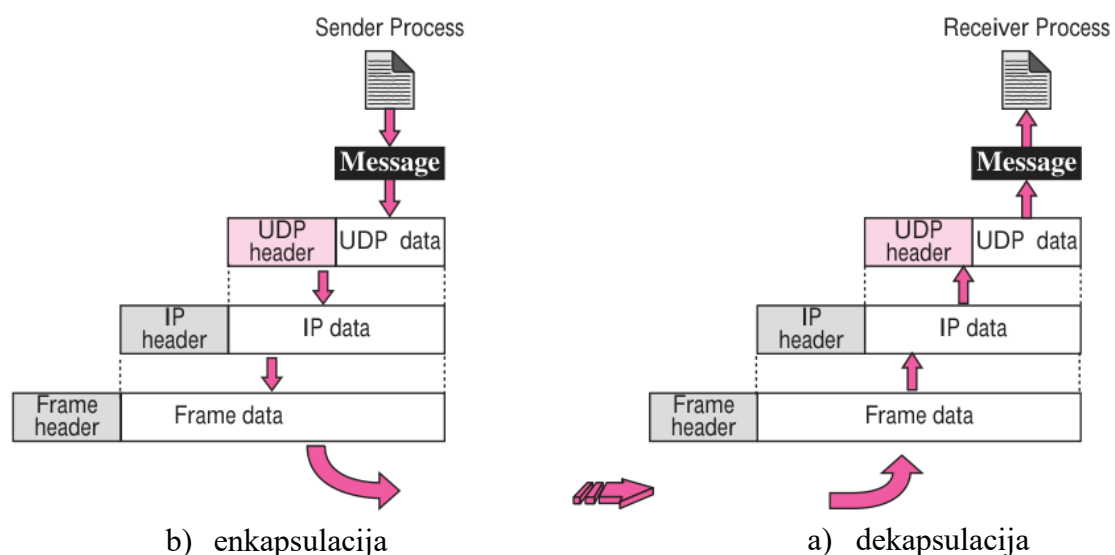 Sender Process
Message
UDP
header
UDP data
IP
header
IP data
Frame
header
Frame data
b) enkapsulacija
Receiver Process
Message
UDP
header
UDP data
IP
header
IP data
Frame
header
Frame data
a) dekapsulacija